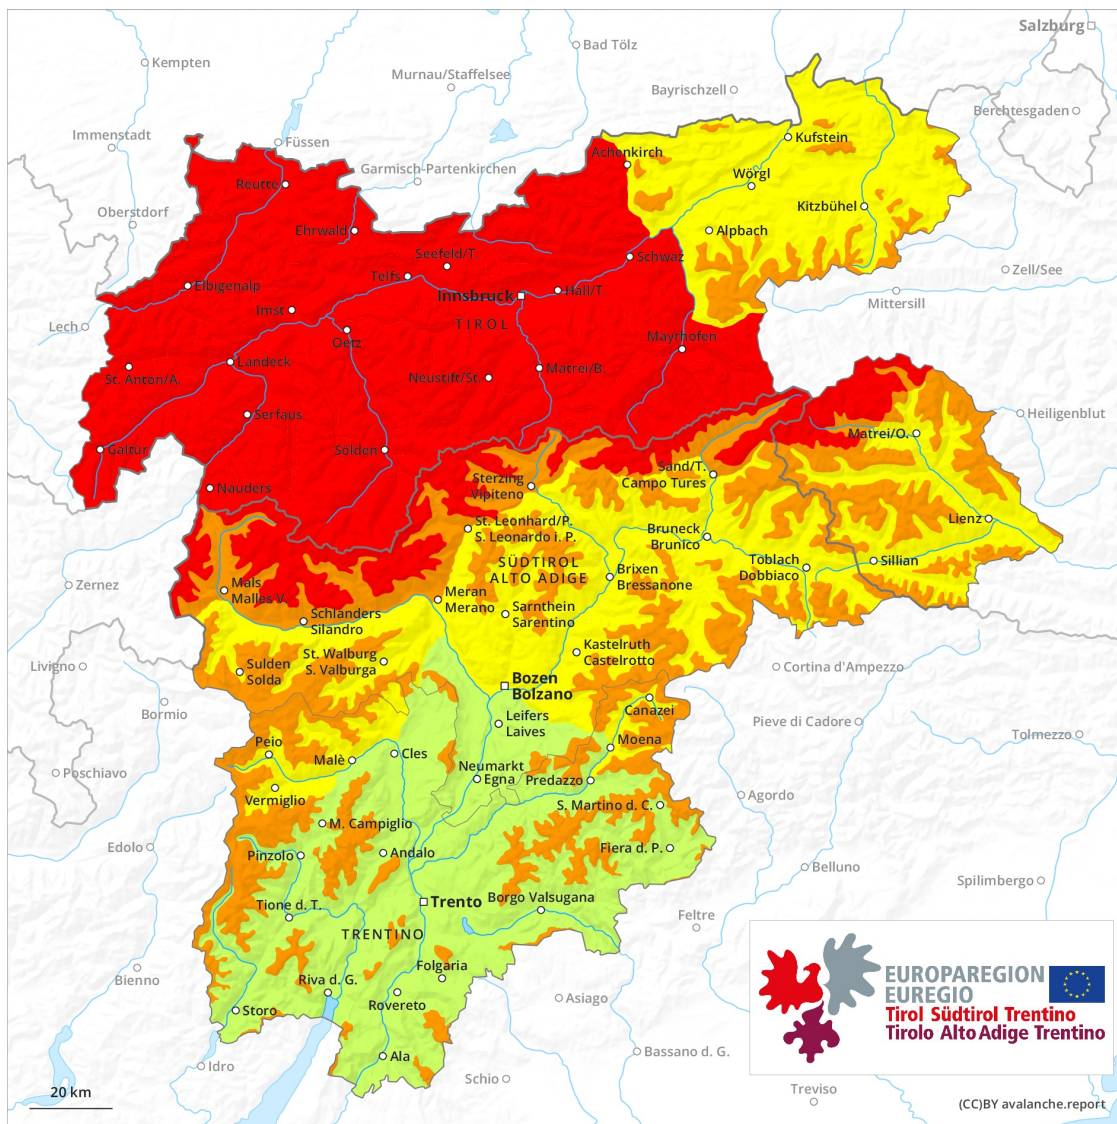 Salzburg
Bad Tölz
Kempten
Murnau/Staffelsee
Bayrischzell
Berchtesgaden
Immenstadt
Füssen
Kufstein
Achenkirch
Garmisch-Partenkirchen
Wörgl
Reutte
Oberstdorf
Kitzbühel
Ehrwald
Alpbach
Seefeld/T.
Schwaz
Zell/See
Telfs
Elbigenalp
Hall/T.
Innsbruck
Mittersill
Imst
TIROL
Lech
Oetz
Mayrhofen
Landeck
Matrei/B.
St. Anton/A.
Neustift/St.
Serfaus
Heiligenblut
Matrei/O.
Galtür
Sölden
Sand/T.
Campo Tures
Sterzing
Vipiteno
Nauders
Lienz
St. Leonhard/P.
S. Leonardo i. P.
Bruneck
Brunico
SÜDTIROL
ALTO ADIGE
Toblach
Dobbiaco
Sillian
Brixen
Bressanone
Zernez
Mals
Malles V.
Meran
Merano
Schlanders
Silandro
Sarnthein
Sarentino
Kastelruth
Castelrotto
St. Walburg
S. Valburga
Livigno
Sulden
Solda
Cortina d'Ampezzo
Bozen
Bolzano
Canazei
Bormio
Leifers
Laives
Pieve di Cadore
Tolmezzo
Moena
Peio
Cles
Malè
Poschiavo
Neumarkt
Egna
Predazzo
Vermiglio
Agordo
S. Martino d. C.
M. Campiglio
Edolo
Pinzolo
Andalo
Fiera d. P.
Belluno
Spilimbergo
Borgo Valsugana
Trento
Tione d. T.
Feltre
TRENTINO
Folgaria
Bienno
Riva d. G.
Rovereto
Asiago
Storo
Bassano d. G.
Ala
Idro
Schio
Treviso
EUROPAREGION
EUREGIO
Tirol Südtirol Trentino
Tirolo Alto Adige Trentino
20 km
(CC)BY avalanche.report